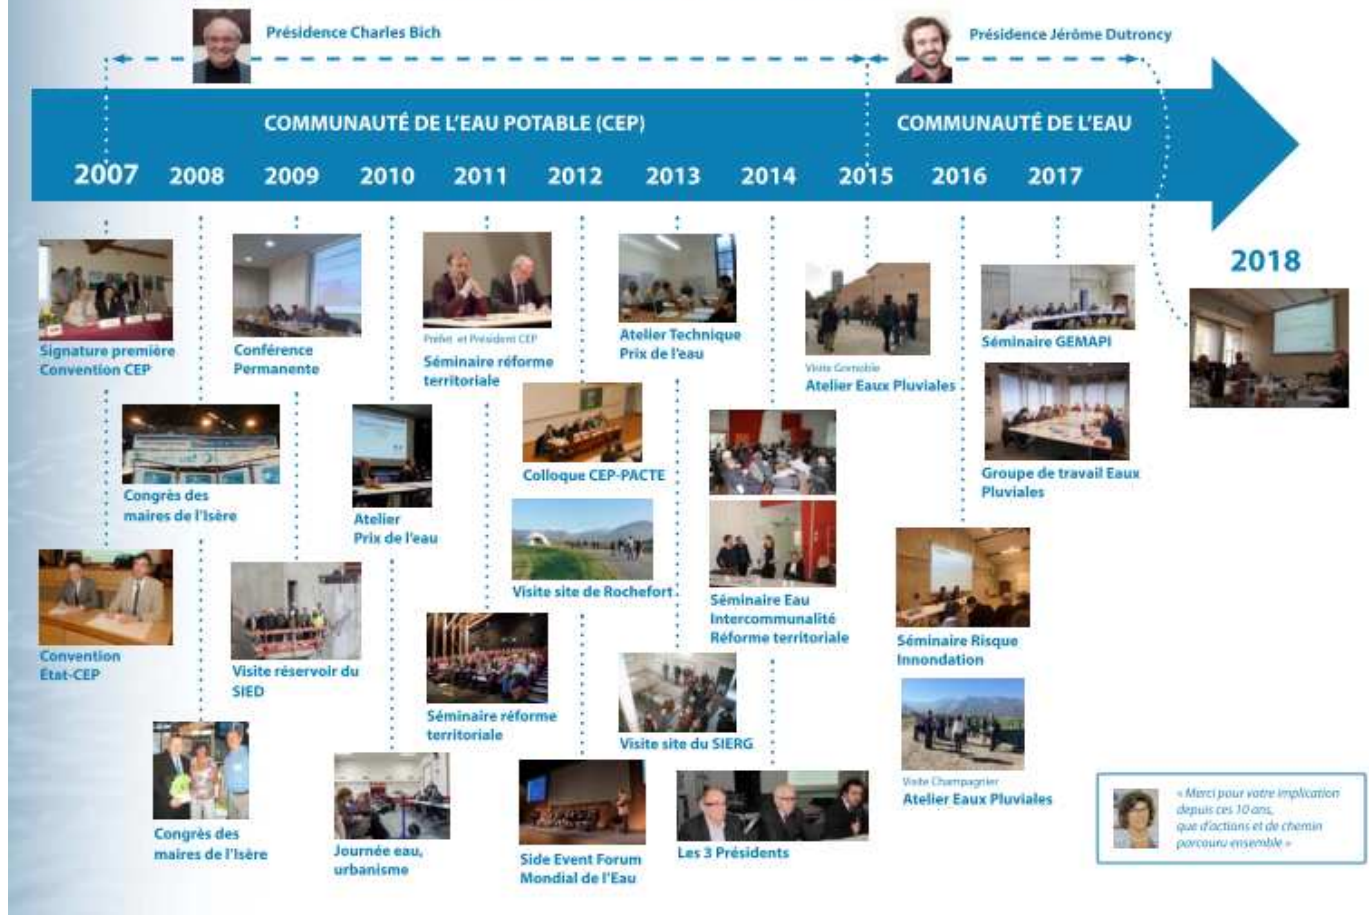 Présidence Charles Bich
Présidence Jérôme Dutroncy
COMMUNAUTÉ DE L'EAU POTABLE (CEP)
COMMUNAUTÉ DE L'EAU
2007 2008 2009 2010 2011 2012 2013 2014 2015 2016 2017
2018
Signature première
Convention CEP
Convention
État-CEP
Congrès des
maires de l'Isère
Congrès des
maires de l'Isère
Conférence
Permanente
Visite réservoir du
SIED
Atelier
Prix de l'eau
Journée eau,
urbanisme
Préfet et Président CEP
Séminaire réforme
territoriale
Séminaire réforme
territoriale
Colloque CEP-PACTE
Visite site de Rochefort
Side Event Forum
Mondial de l'Eau
Atelier Technique
Prix de l'eau
Visite site du SIERG
Séminaire Eau
Intercommunalité
Réforme territoriale
Les 3 Présidents
Visite Grenoble
Atelier Eaux Pluviales
Séminaire Risque
Innondation
Visite Champagnier
Atelier Eaux Pluviales
Séminaire GEMAPI
Groupe de travail Eaux
Pluviales
« Merci pour votre implication
depuis ces 10 ans,
que d'actions et de chemin
parcouru ensemble »